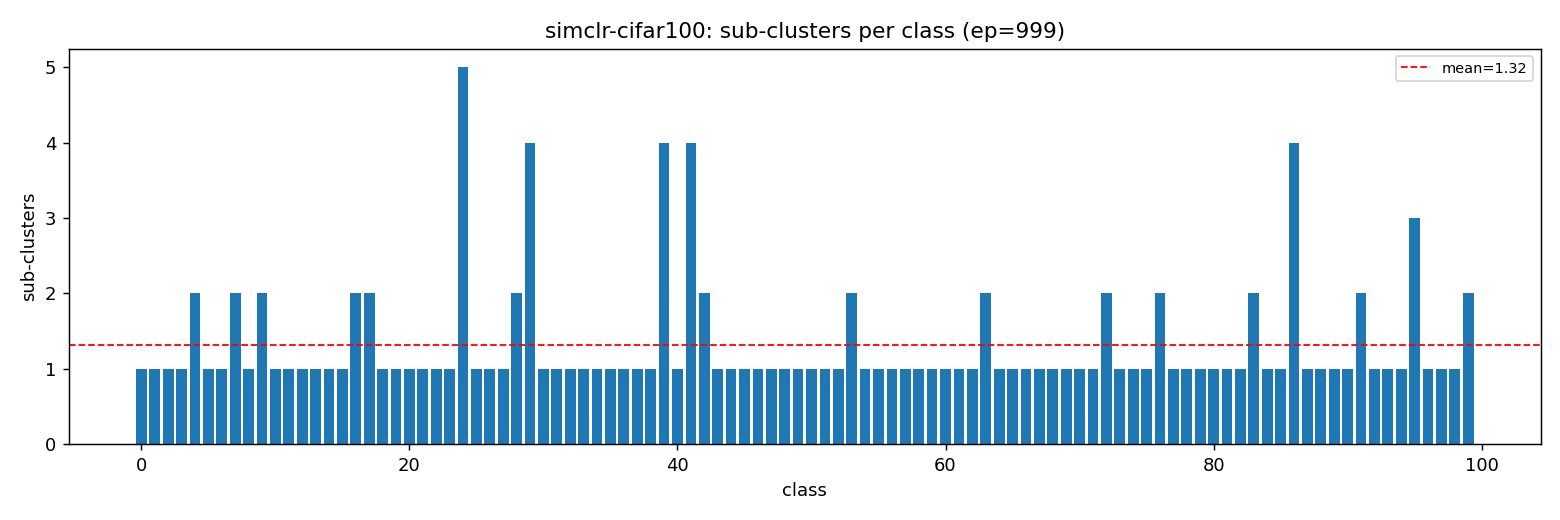 simclr-cifar100: sub-clusters per class (ep=999)
mean=1.32
sub-clusters
5
4
3
2
1
0
0 20 40 60 80 100
class